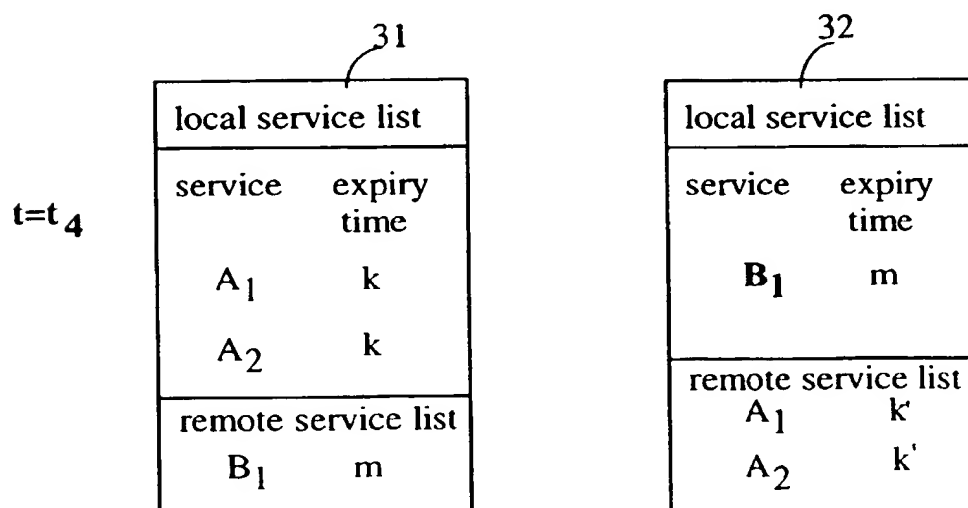 31
local service list
service expiry
time
A1 k
A2 k
remote service list
B1 m
t=t4
32
local service list
service expiry
time
B1 m
remote service list
A1 k'
A2 k'